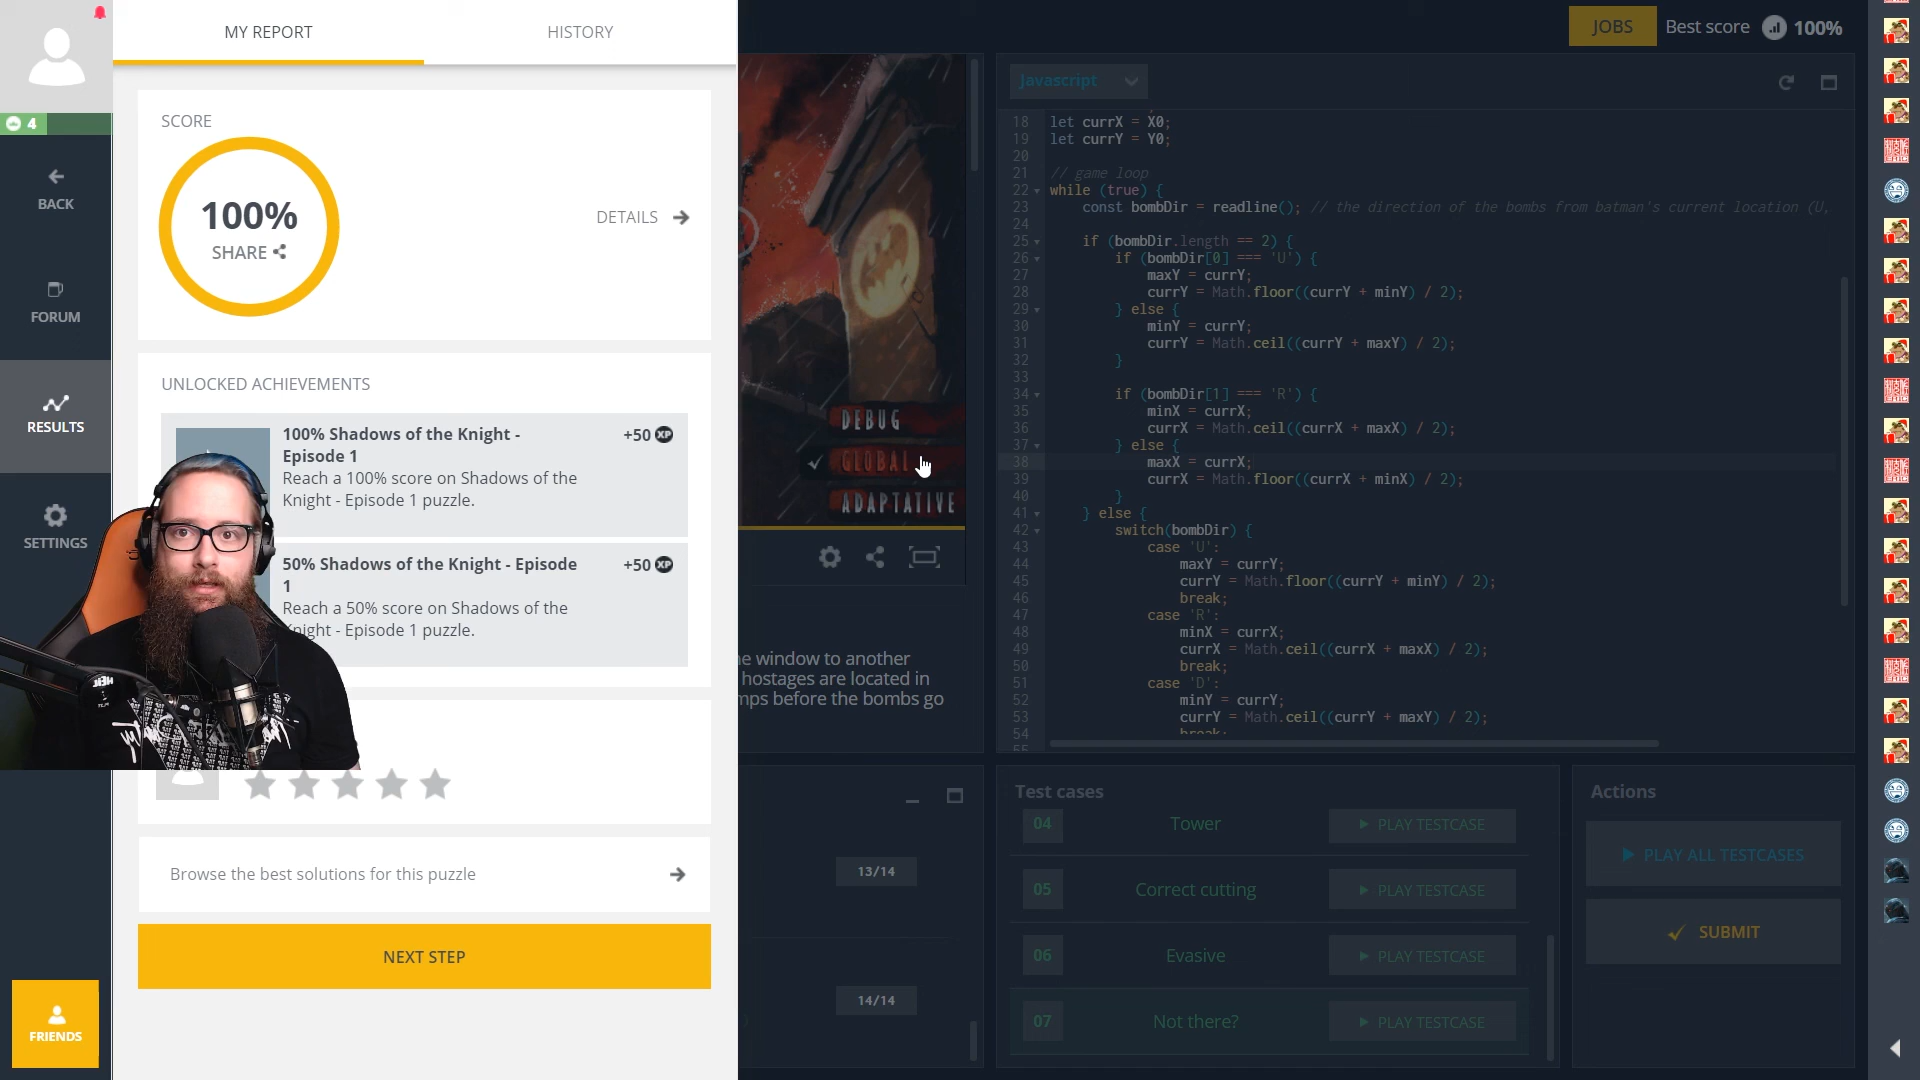 MY REPORT
HISTORY
JOBS
Best score
100%
4
BACK
FORUM
RESULTS
SETTINGS
FRIENDS
SCORE
100%
SHARE
DETAILS
UNLOCKED ACHIEVEMENTS
100% Shadows of the Knight -
Episode 1
+50 XP
Reach a 100% score on Shadows of the
Knight - Episode 1 puzzle.
50% Shadows of the Knight - Episode
1
+50 XP
Reach a 50% score on Shadows of the
Knight - Episode 1 puzzle.
Browse the best solutions for this puzzle
NEXT STEP
DEBUG
GLOBAL
ADAPTATIVE
window to another
hostages are located in
before the bombs go
13/14
14/14
Javascript
18 let currX = X0;
19 let currY = Y0;
20
21 // game loop
22 while (true) {
23 const bombDir = readline(); // the direction of the bombs from batman's current location (U,
24
25 if (bombDir.length == 2) {
26 if (bombDir[0] === 'U') {
27 maxY = currY;
28 currY = Math.floor((currY + minY) / 2);
29 } else {
30 minY = currY;
31 currY = Math.ceil((currY + maxY) / 2);
32 }
33
34 if (bombDir[1] === 'R') {
35 minX = currX;
36 currX = Math.ceil((currX + maxX) / 2);
37 } else {
38 maxX = currX;
39 currX = Math.floor((currX + minX) / 2);
40 }
41 } else {
42 switch(bombDir) {
43 case 'U':
44 maxY = currY;
45 currY = Math.floor((currY + minY) / 2);
46 break;
47 case 'R':
48 minX = currX;
49 currX = Math.ceil((currX + maxX) / 2);
50 break;
51 case 'D':
52 minY = currY;
53 currY = Math.ceil((currY + maxY) / 2);
54 break;
55
Test cases
04 Tower PLAY TESTCASE
05 Correct cutting PLAY TESTCASE
06 Evasive PLAY TESTCASE
07 Not there? PLAY TESTCASE
Actions
PLAY ALL TESTCASES
SUBMIT